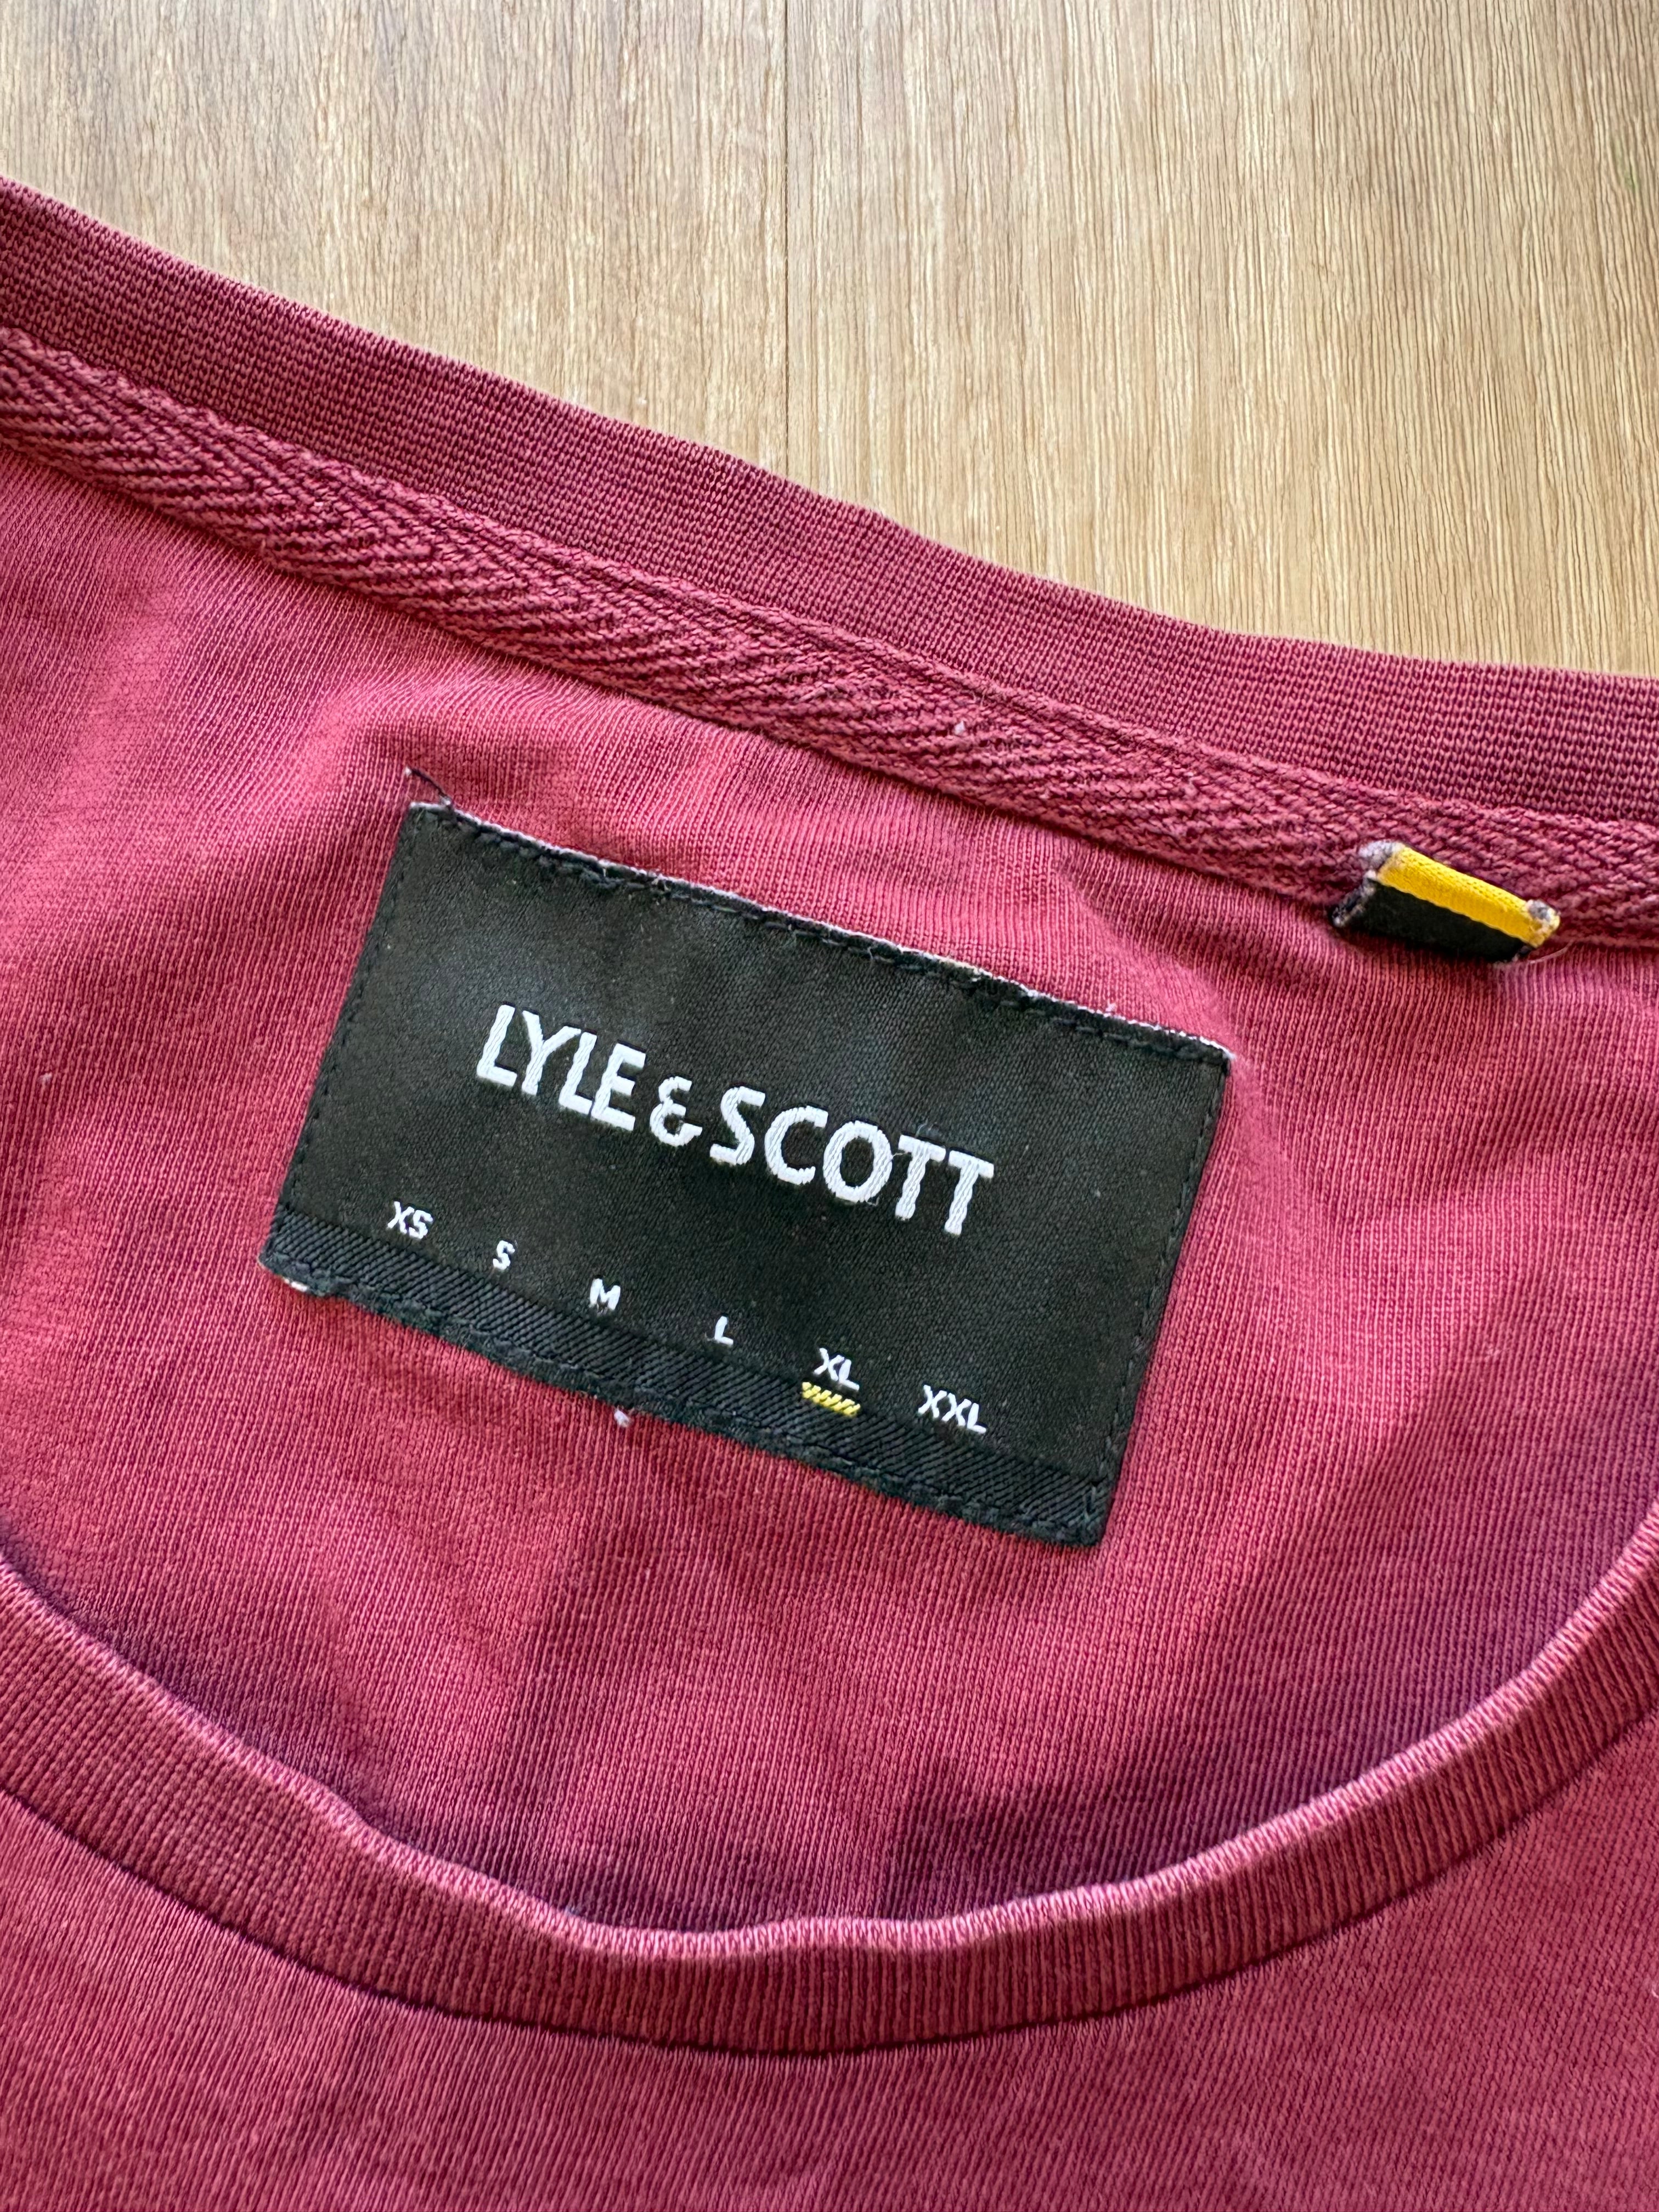 LYLE & SCOTT
XS S M L XL XXL